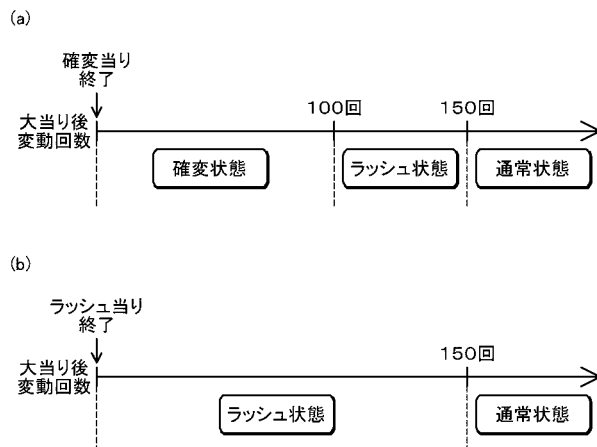 (a)
確変当り
終了
大当り後
変動回数
100回
150回
確変状態
ラッシュ状態
通常状態
(b)
ラッシュ当り
終了
大当り後
変動回数
150回
ラッシュ状態
通常状態